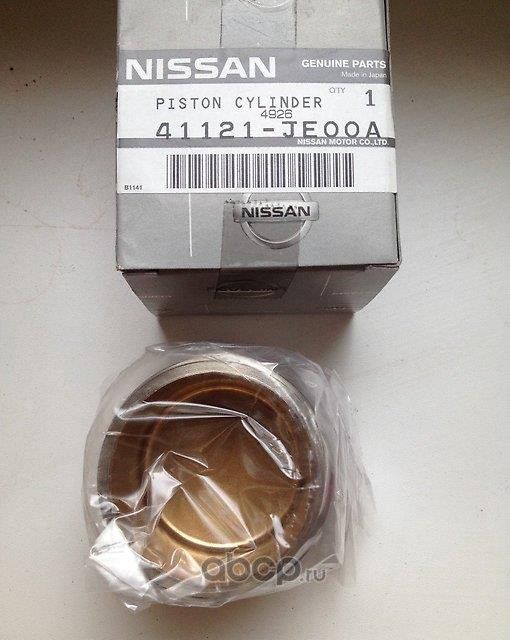 NISSAN GENUINE PARTS
Made in Japan
PISTON CYLINDER Q'TY 1
4926
41121-JE00A
NISSAN MOTOR CO.,LTD.
B1141
NISSAN
abcp.ru